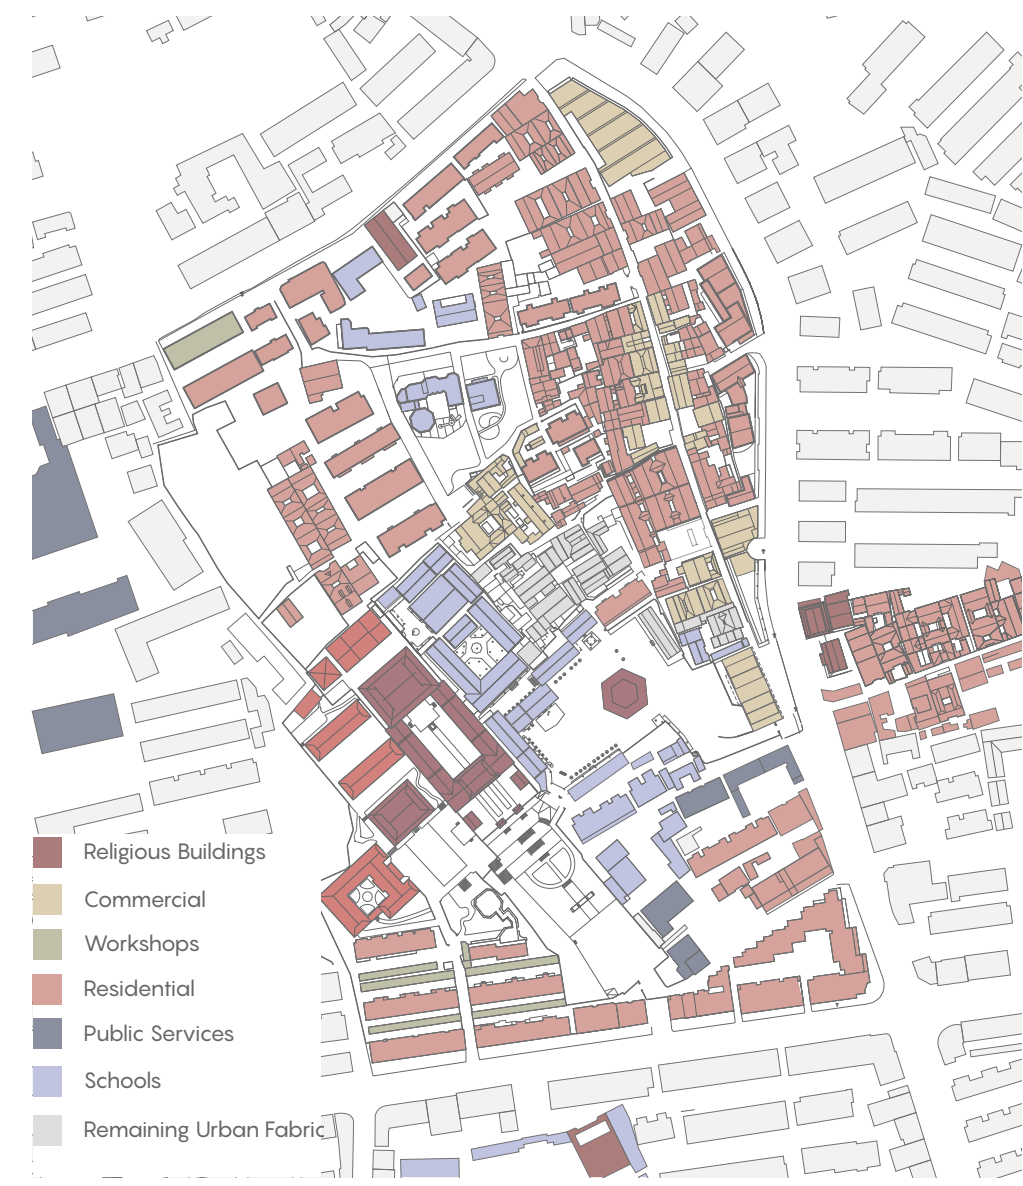 Religious Buildings
Commercial
Workshops
Residential
Public Services
Schools
Remaining Urban Fabric